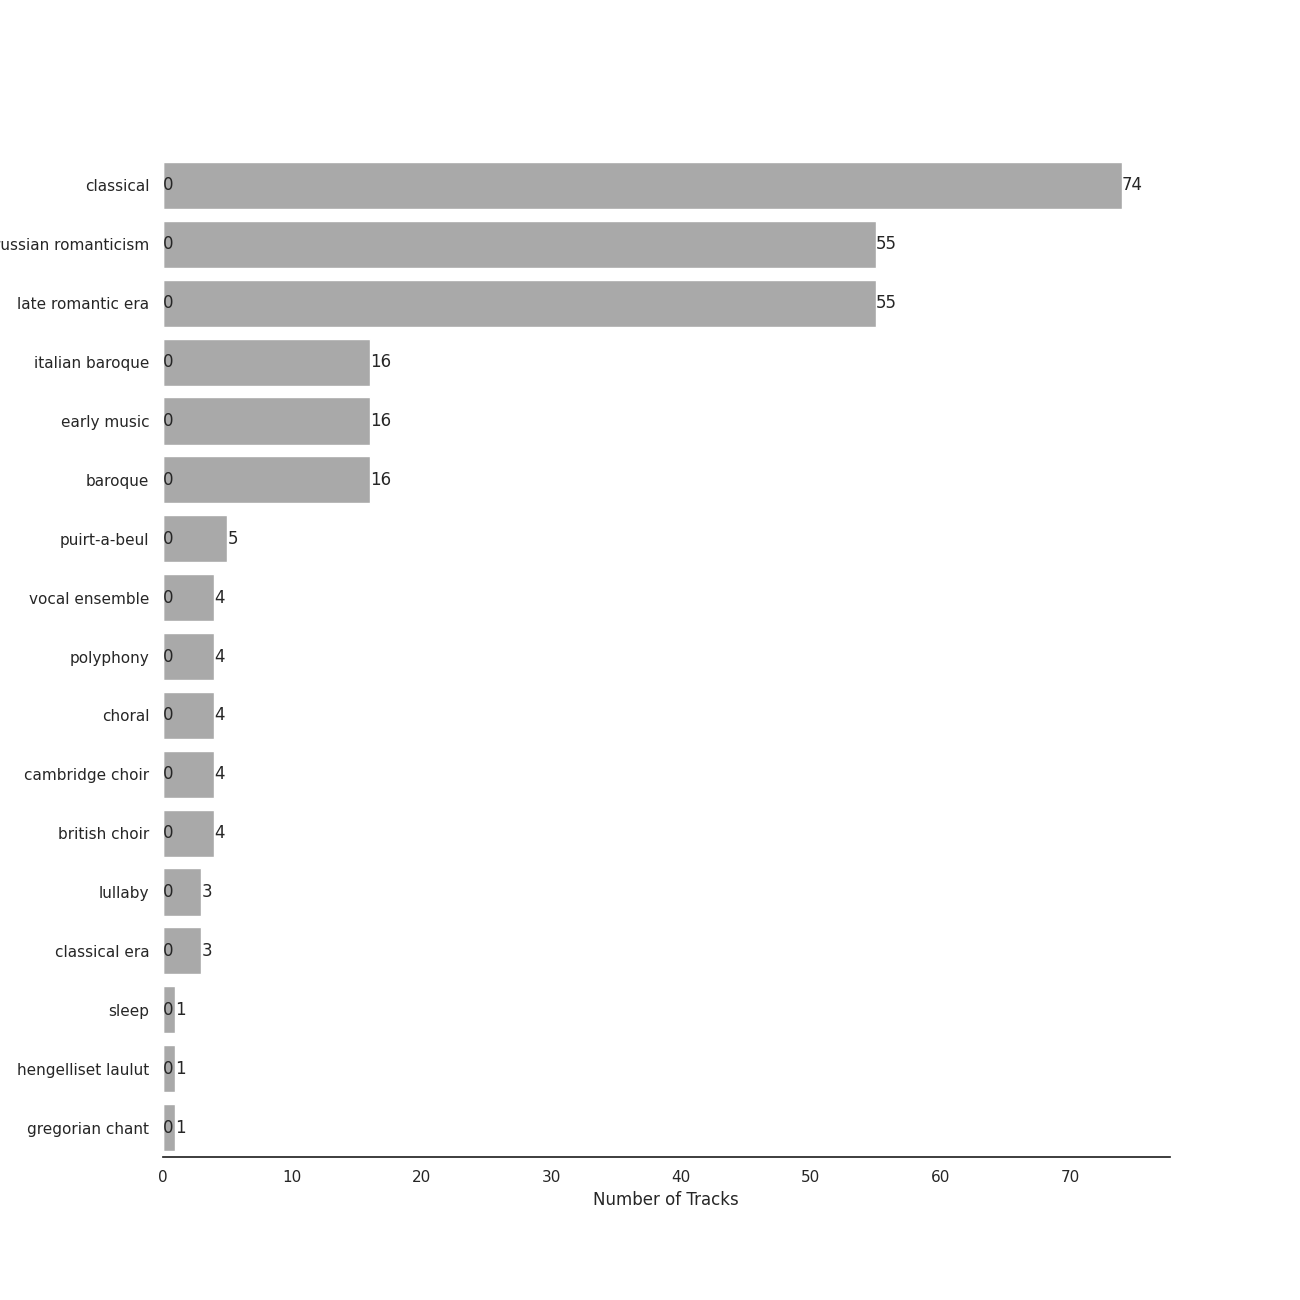 classical 0 74
ussian romanticism 0 55
late romantic era 0 55
italian baroque 0 16
early music 0 16
baroque 0 16
puirt-a-beul 0 5
vocal ensemble 0 4
polyphony 0 4
choral 0 4
cambridge choir 0 4
british choir 0 4
lullaby 0 3
classical era 0 3
sleep 0 1
hengelliset laulut 0 1
gregorian chant 0 1
0 10 20 30 40 50 60 70
Number of Tracks